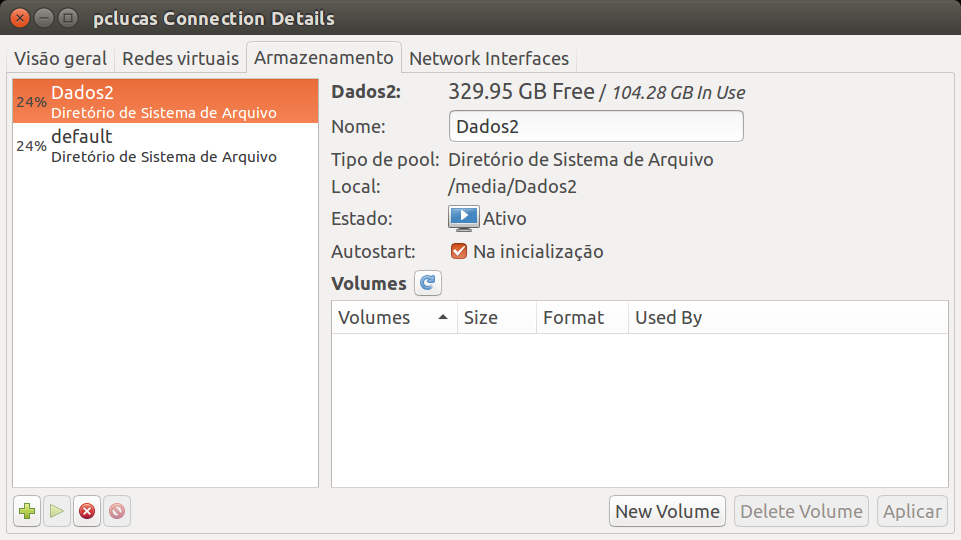 pclucas Connection Details
Visão geral Redes virtuais Armazenamento Network Interfaces
24% Dados2
Diretório de Sistema de Arquivo
24% default
Diretório de Sistema de Arquivo
Dados2: 329.95 GB Free / 104.28 GB In Use
Nome: Dados2
Tipo de pool: Diretório de Sistema de Arquivo
Local: /media/Dados2
Estado: Ativo
Autostart: Na inicialização
Volumes
Volumes Size Format Used By
New Volume Delete Volume Aplicar